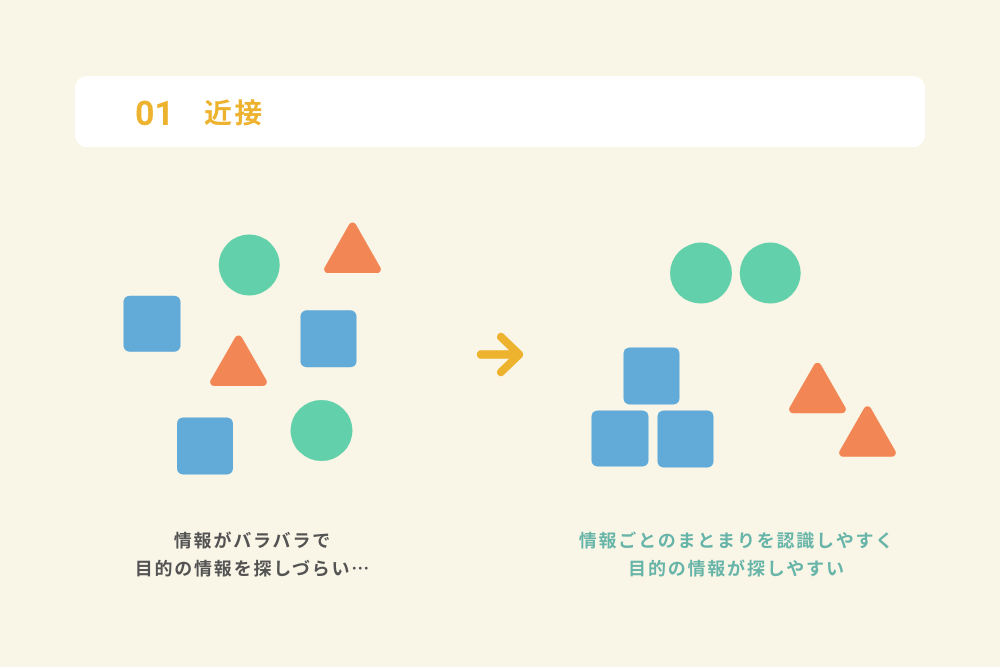 01 近接
情報がバラバラで
目的の情報を探しづらい…
情報ごとのまとまりを認識しやすく
目的の情報が探しやすい